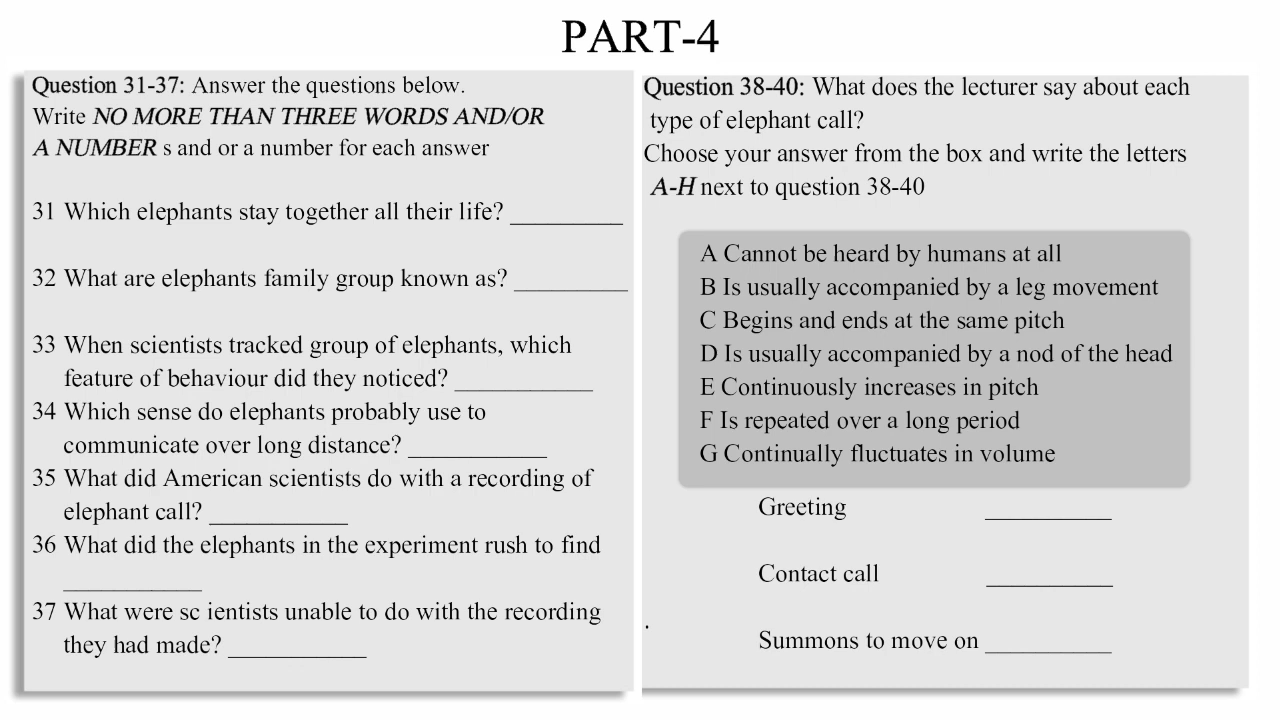 PART-4
Question 31-37: Answer the questions below.
Write NO MORE THAN THREE WORDS AND/OR
A NUMBER s and or a number for each answer
31 Which elephants stay together all their life? _________
32 What are elephants family group known as? _________
33 When scientists tracked group of elephants, which
feature of behaviour did they noticed? ___________
34 Which sense do elephants probably use to
communicate over long distance? ___________
35 What did American scientists do with a recording of
elephant call? ___________
36 What did the elephants in the experiment rush to find
___________
37 What were sc ientists unable to do with the recording
they had made? ___________
Question 38-40: What does the lecturer say about each
type of elephant call?
Choose your answer from the box and write the letters
A-H next to question 38-40
A Cannot be heard by humans at all
B Is usually accompanied by a leg movement
C Begins and ends at the same pitch
D Is usually accompanied by a nod of the head
E Continuously increases in pitch
F Is repeated over a long period
G Continually fluctuates in volume
Greeting __________
Contact call __________
.
Summons to move on __________